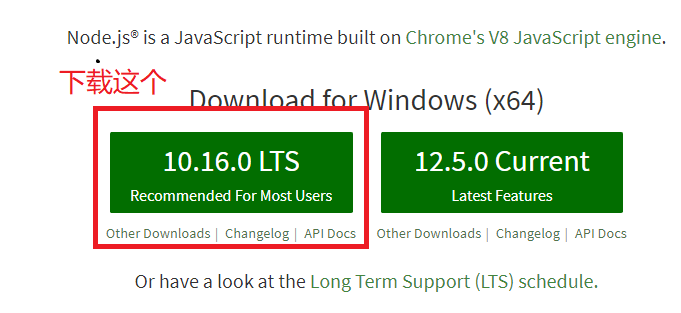 Node.js® is a JavaScript runtime built on Chrome's V8 JavaScript engine.
下载这个
Download for Windows (x64)
10.16.0 LTS
Recommended For Most Users
Other Downloads | Changelog | API Docs
12.5.0 Current
Latest Features
Other Downloads | Changelog | API Docs
Or have a look at the Long Term Support (LTS) schedule.